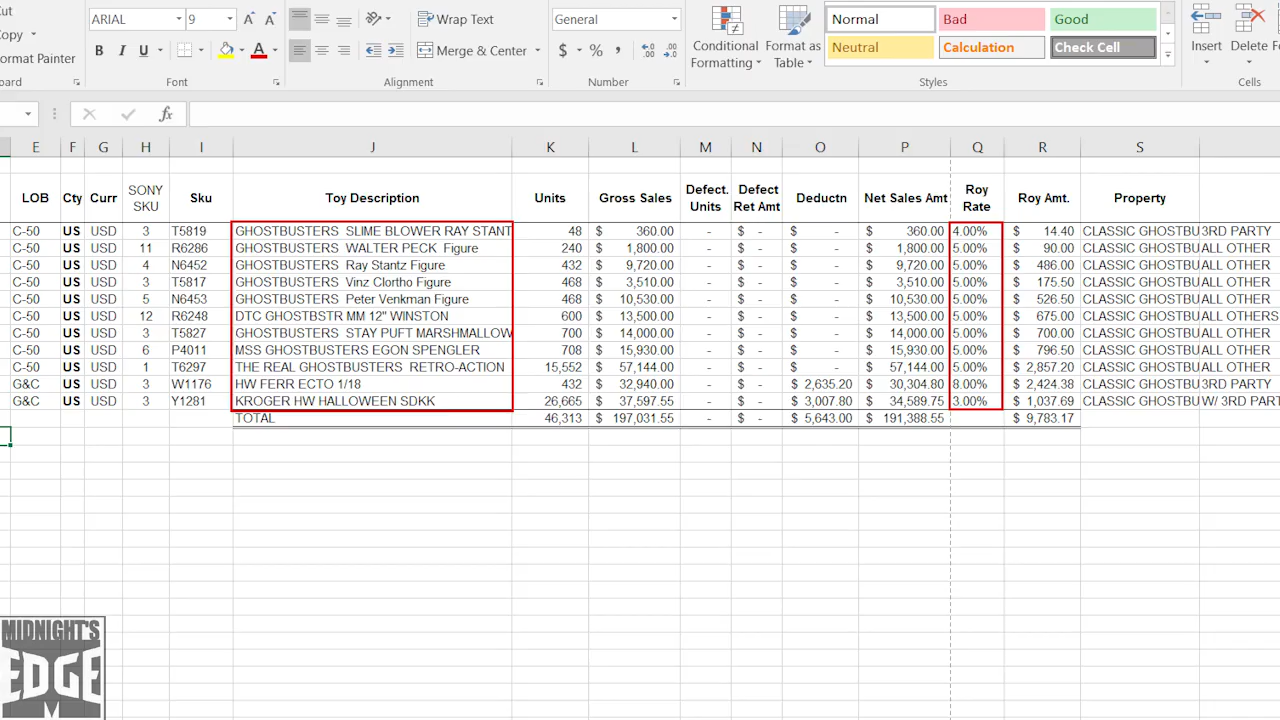 Cut
ARIAL 9 Wrap Text General Normal Bad Good
Copy
B I U Merge & Center $ % Conditional Formatting Format as Table Neutral Calculation Check Cell Insert Delete
Format Painter
Font Alignment Number Styles Cells
fx
E F G H I J K L M N O P Q R S
LOB Cty Curr SONY SKU Sku Toy Description Units Gross Sales Defect. Units Defect Ret Amt Deductn Net Sales Amt Roy Rate Roy Amt. Property
C-50 US USD 3 T5819 GHOSTBUSTERS SLIME BLOWER RAY STANT 48 $ 360.00 - $ - $ - $ 360.00 4.00% $ 14.40 CLASSIC GHOSTBU 3RD PARTY
C-50 US USD 11 R6286 GHOSTBUSTERS WALTER PECK Figure 240 $ 1,800.00 - $ - $ - $ 1,800.00 5.00% $ 90.00 CLASSIC GHOSTBU ALL OTHER
C-50 US USD 4 N6452 GHOSTBUSTERS Ray Stantz Figure 432 $ 9,720.00 - $ - $ - $ 9,720.00 5.00% $ 486.00 CLASSIC GHOSTBU ALL OTHER
C-50 US USD 3 T5817 GHOSTBUSTERS Vinz Clortho Figure 468 $ 3,510.00 - $ - $ - $ 3,510.00 5.00% $ 175.50 CLASSIC GHOSTBU ALL OTHER
C-50 US USD 5 N6453 GHOSTBUSTERS Peter Venkman Figure 468 $ 10,530.00 - $ - $ - $ 10,530.00 5.00% $ 526.50 CLASSIC GHOSTBU ALL OTHER
C-50 US USD 12 R6248 DTC GHOSTBSTR MM 12" WINSTON 600 $ 13,500.00 - $ - $ - $ 13,500.00 5.00% $ 675.00 CLASSIC GHOSTBU ALL OTHERS
C-50 US USD 3 T5827 GHOSTBUSTERS STAY PUFT MARSHMALLOW 700 $ 14,000.00 - $ - $ - $ 14,000.00 5.00% $ 700.00 CLASSIC GHOSTBU ALL OTHER
C-50 US USD 6 P4011 MSS GHOSTBUSTERS EGON SPENGLER 708 $ 15,930.00 - $ - $ - $ 15,930.00 5.00% $ 796.50 CLASSIC GHOSTBU ALL OTHER
C-50 US USD 1 T6297 THE REAL GHOSTBUSTERS RETRO-ACTION 15,552 $ 57,144.00 - $ - $ - $ 57,144.00 5.00% $ 2,857.20 CLASSIC GHOSTBU ALL OTHER
G&C US USD 3 W1176 HW FERR ECTO 1/18 432 $ 32,940.00 - $ - $ 2,635.20 $ 30,304.80 8.00% $ 2,424.38 CLASSIC GHOSTBU 3RD PARTY
G&C US USD 3 Y1281 KROGER HW HALLOWEEN SDKK 26,665 $ 37,597.55 - $ - $ 3,007.80 $ 34,589.75 3.00% $ 1,037.69 CLASSIC GHOSTBU W/ 3RD PART
TOTAL 46,313 $ 197,031.55 - $ - $ 5,643.00 $ 191,388.55 $ 9,783.17
MIDNIGHT'S
EDGE